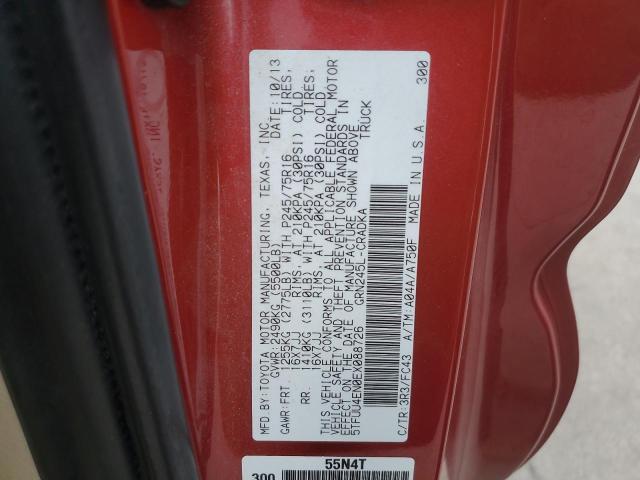 MFD.BY:TOYOTA MOTOR MANUFACTURING, TEXAS, INC.
GVWR:2490KG (5500LB) DATE:10/13
GAWR:FRT. 1255KG (2775LB) WITH P245/75R16 TIRES,
16X7JJ RIMS, AT 210KPA (30PSI) COLD
RR. 1410KG (3110LB) WITH P245/75R16 TIRES,
16X7JJ RIMS, AT 210KPA (30PSI) COLD
THIS VEHICLE CONFORMS TO ALL APPLICABLE FEDERAL MOTOR
VEHICLE SAFETY AND THEFT PREVENTION STANDARDS IN
EFFECT ON THE DATE OF MANUFACTURE SHOWN ABOVE.
5TFUU4EN0EX088726 TRUCK
GRN245L-CRADKA
C/TR:3R3/FC43 A/TM:A04A/A750F MADE IN U.S.A. 300
55N4T
300